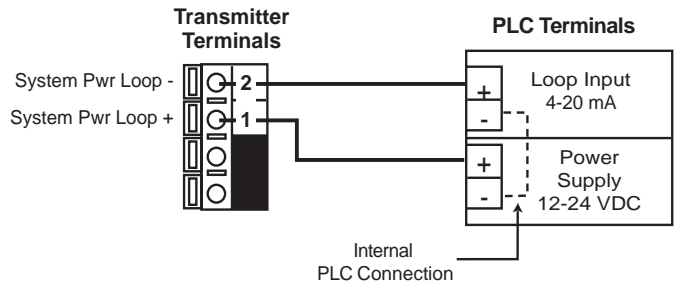 Transmitter
Terminals
PLC Terminals
System Pwr Loop -
2
System Pwr Loop +
1
+
-
Loop Input
4-20 mA
+
-
Power
Supply
12-24 VDC
Internal
PLC Connection